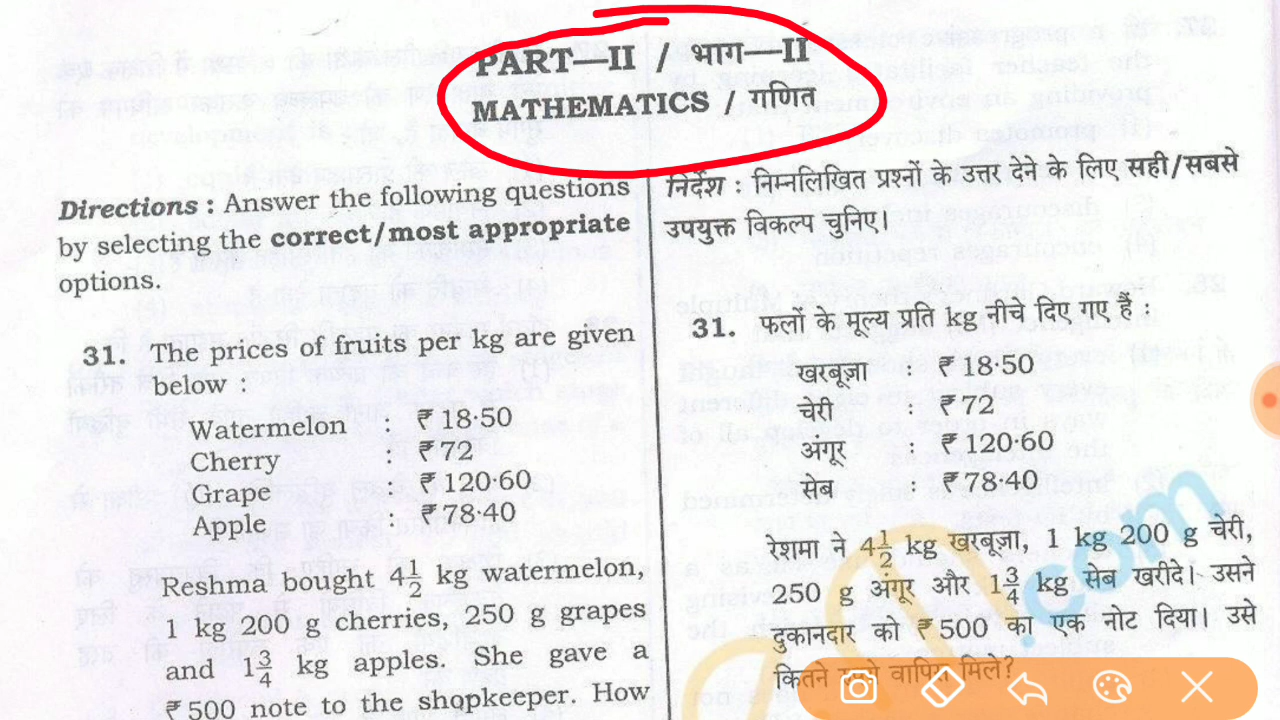 PART—II / भाग—II
MATHEMATICS / गणित
Directions : Answer the following questions
by selecting the correct/most appropriate
options.
31. The prices of fruits per kg are given
below :
Watermelon : ₹ 18·50
Cherry : ₹ 72
Grape : ₹ 120·60
Apple : ₹ 78·40
Reshma bought 4½ kg watermelon,
1 kg 200 g cherries, 250 g grapes
and 1¾ kg apples. She gave a
₹ 500 note to the shopkeeper. How
निर्देश : निम्नलिखित प्रश्नों के उत्तर देने के लिए सही/सबसे
उपयुक्त विकल्प चुनिए।
31. फलों के मूल्य प्रति kg नीचे दिए गए हैं :
खरबूज़ा : ₹ 18·50
चेरी : ₹ 72
अंगूर : ₹ 120·60
सेब : ₹ 78·40
रेशमा ने 4½ kg खरबूज़ा, 1 kg 200 g चेरी,
250 g अंगूर और 1¾ kg सेब खरीदे। उसने
दुकानदार को ₹ 500 का एक नोट दिया। उसे
कितने रुपये वापिस मिले?
.com